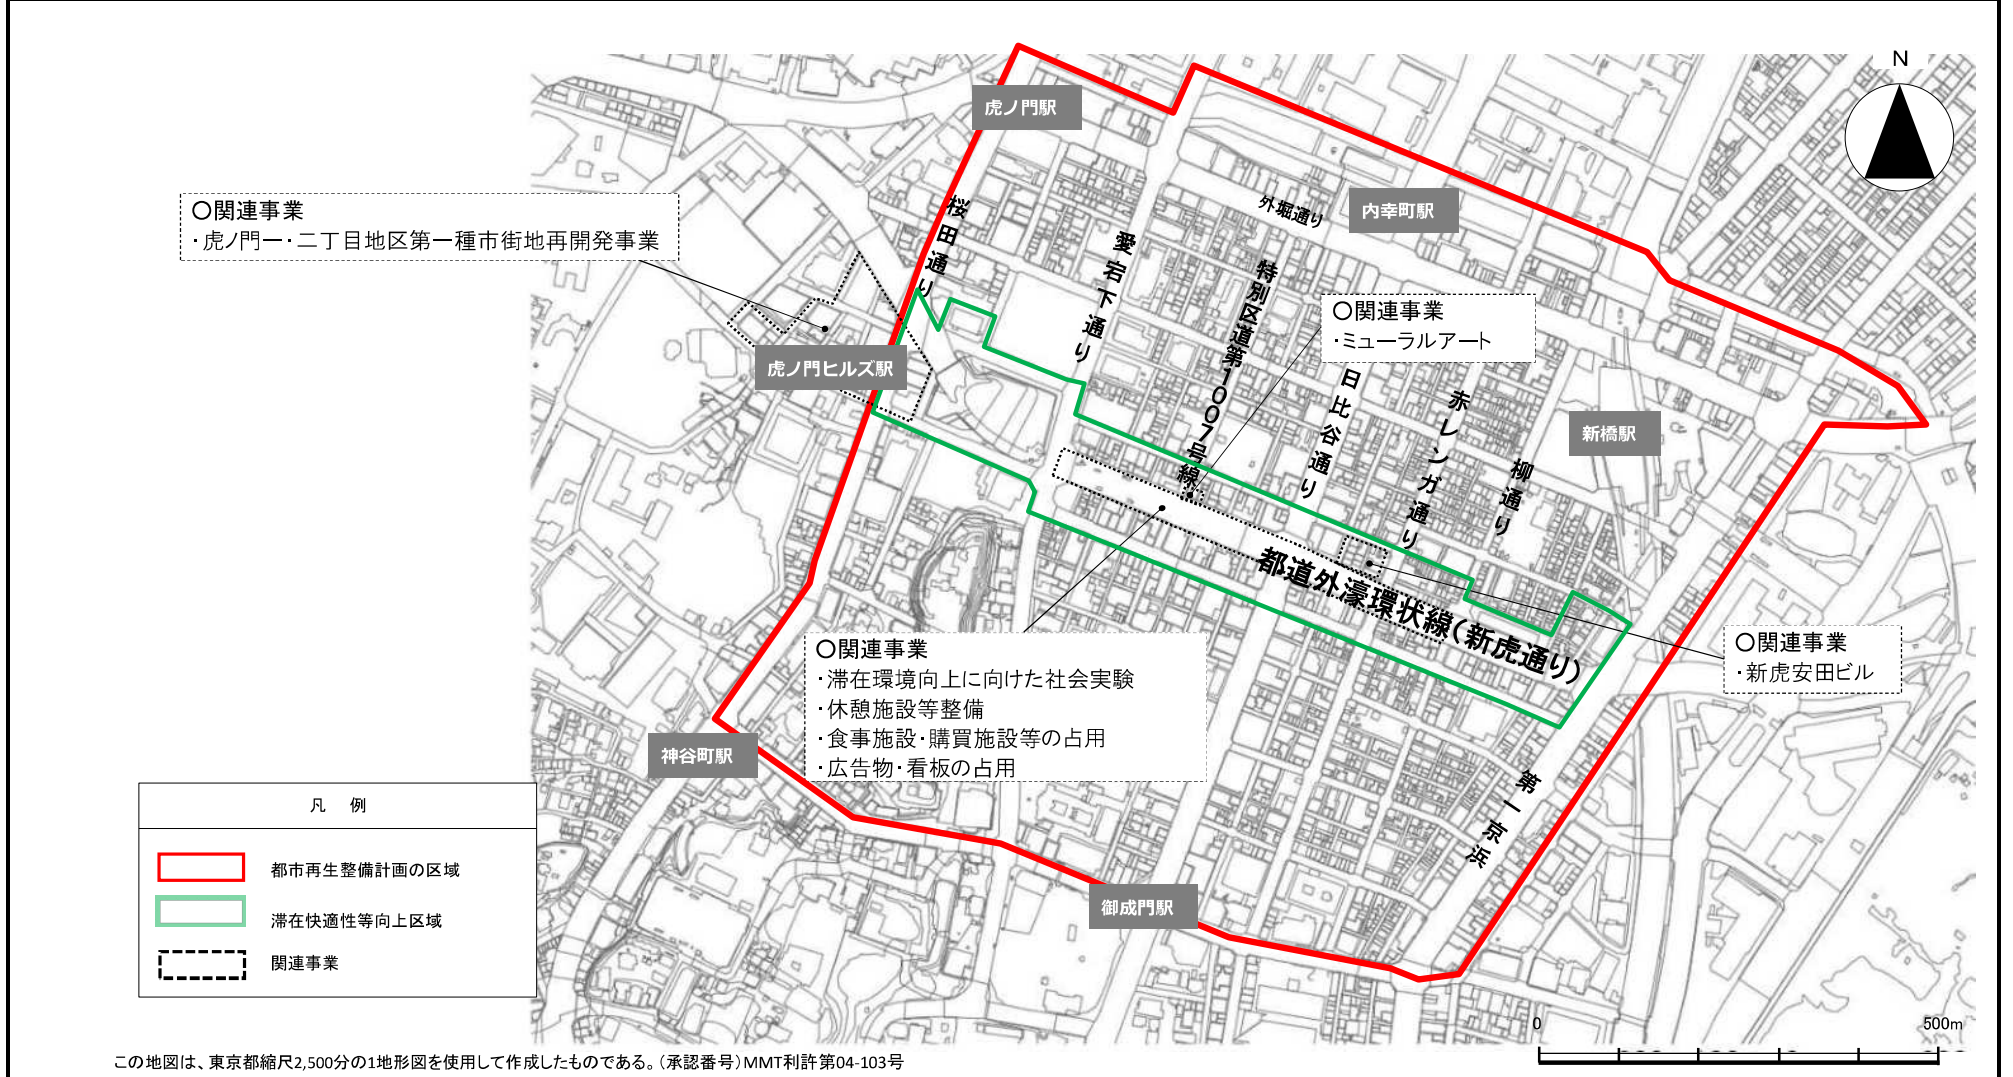 N
虎ノ門駅
〇関連事業
・虎ノ門一・二丁目地区第一種市街地再開発事業
桜田通り
愛宕下通り
外堀通り
内幸町駅
特別区道第1007号線
〇関連事業
・ミューラルアート
虎ノ門ヒルズ駅
日比谷通り
赤レンガ通り
柳通り
新橋駅
都道外濠環状線(新虎通り)
〇関連事業
・滞在環境向上に向けた社会実験
・休憩施設等整備
・食事施設・購買施設等の占用
・広告物・看板の占用
〇関連事業
・新虎安田ビル
神谷町駅
第一京浜
御成門駅
凡 例
都市再生整備計画の区域
滞在快適性等向上区域
関連事業
0
500m
この地図は、東京都縮尺2,500分の1地形図を使用して作成したものである。(承認番号)MMT利許第04-103号